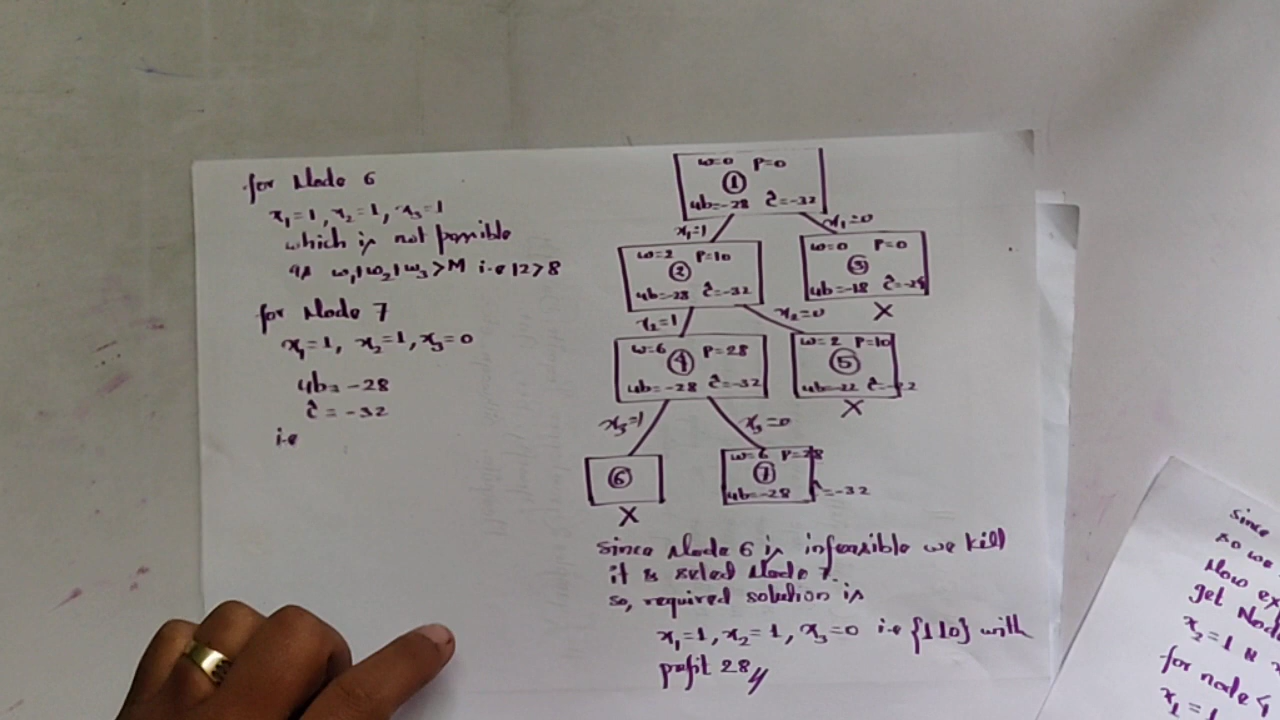 for Node 6
x₁=1, x₂=1, x₃=1
which is not possible
as w₁, w₂, w₃ > M i.e 12>8
for Node 7
x₁=1, x₂=1, x₃=0
ub=-28
ĉ = -32
i.e
w=0 P=0
①
ub=-28 ĉ=-32
x₁=1
x₁=0
w=2 P=10
②
ub=-28 ĉ=-32
w=0 P=0
③
ub=-18
X
x₂=1
x₂=0
w=6 P=28
④
ub=-28 ĉ=-32
w=2 P=10
⑤
ub=-22 ĉ=-22
X
x₃=1
x₃=0
⑥
X
w=6 P=28
⑦
ub=-28 ĉ=-32
Since Node 6 is infeasible we kill
it & seled Node 7.
so, required solution is
x₁=1, x₂=1, x₃=0 i.e {110} with
profit 28//
Since
so we
Now ex
get Nod
x₂=1 &
for node 4
x₁=1